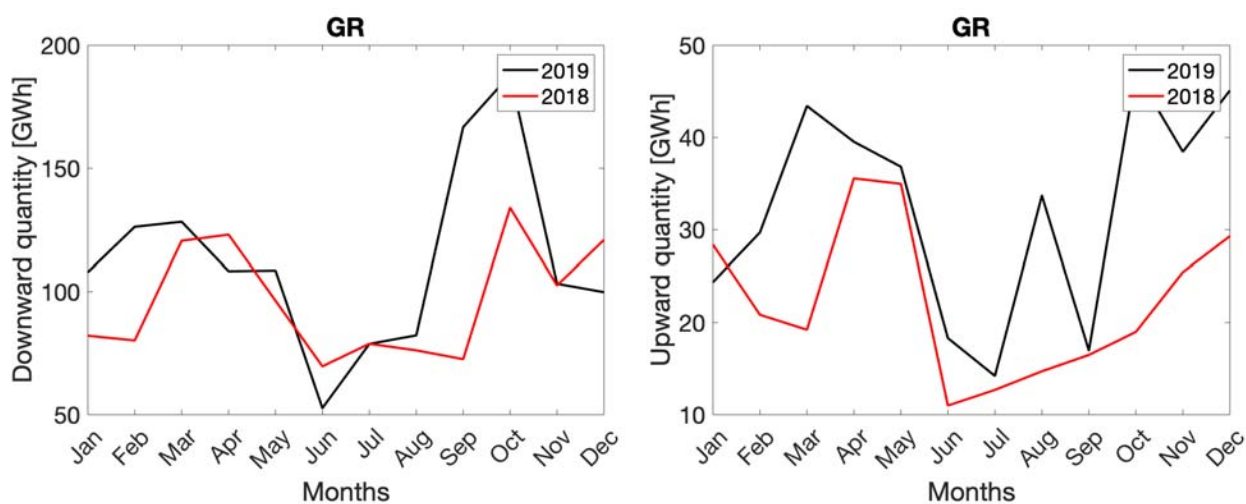 GR
200
150
100
50
Downward quantity [GWh]
2019
2018
Jan
Feb
Mar
Apr
May
Jun
Jul
Aug
Sep
Oct
Nov
Dec
Months
GR
50
40
30
20
10
Upward quantity [GWh]
2019
2018
Jan
Feb
Mar
Apr
May
Jun
Jul
Aug
Sep
Oct
Nov
Dec
Months